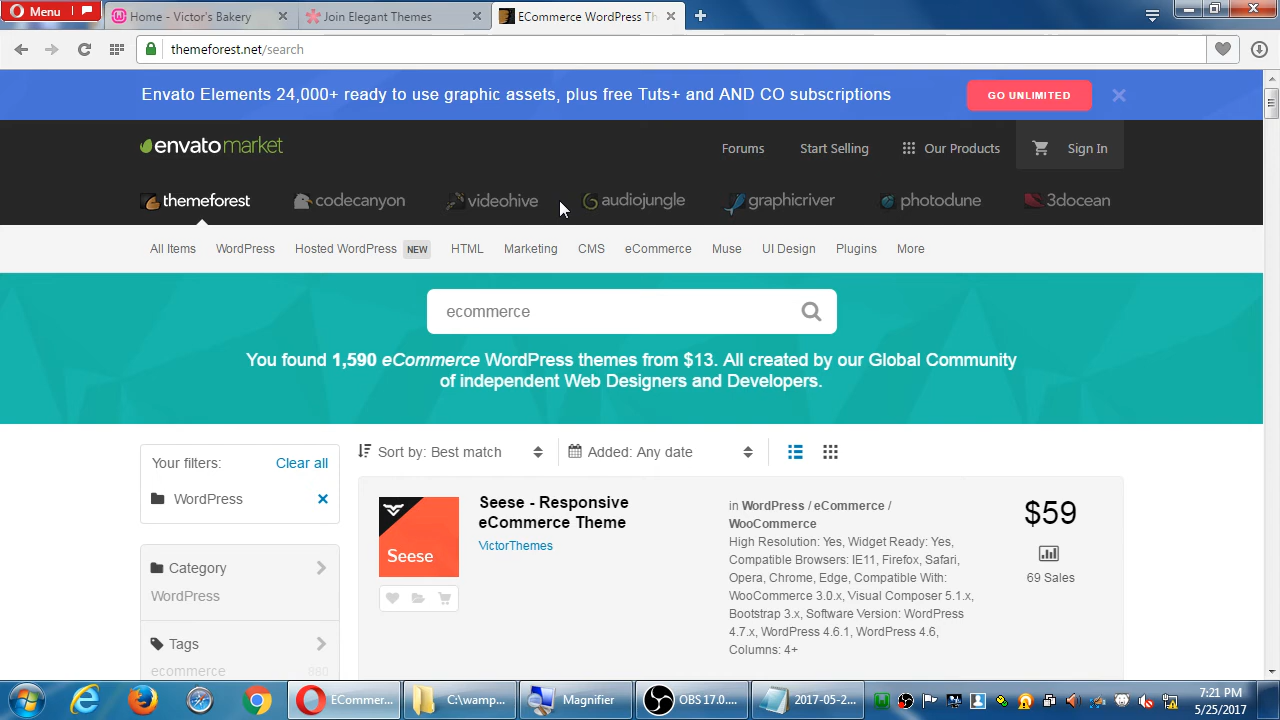 Menu
Home - Victor's Bakery
Join Elegant Themes
ECommerce WordPress Th
themeforest.net/search
Envato Elements 24,000+ ready to use graphic assets, plus free Tuts+ and AND CO subscriptions
GO UNLIMITED
envatomarket
Forums
Start Selling
Our Products
Sign In
themeforest
codecanyon
videohive
audiojungle
graphicriver
photodune
3docean
All Items
WordPress
Hosted WordPress NEW
HTML
Marketing
CMS
eCommerce
Muse
UI Design
Plugins
More
ecommerce
You found 1,590 eCommerce WordPress themes from $13. All created by our Global Community
of independent Web Designers and Developers.
Your filters:
Clear all
WordPress
Category
WordPress
Tags
ecommerce 880
Sort by: Best match
Added: Any date
Seese
Seese - Responsive
eCommerce Theme
VictorThemes
in WordPress / eCommerce /
WooCommerce
High Resolution: Yes, Widget Ready: Yes,
Compatible Browsers: IE11, Firefox, Safari,
Opera, Chrome, Edge, Compatible With:
WooCommerce 3.0.x, Visual Composer 5.1.x,
Bootstrap 3.x, Software Version: WordPress
4.7.x, WordPress 4.6.1, WordPress 4.6,
Columns: 4+
$59
69 Sales
ECommer...
C:\wamp...
Magnifier
OBS 17.0....
2017-05-2...
7:21 PM
5/25/2017